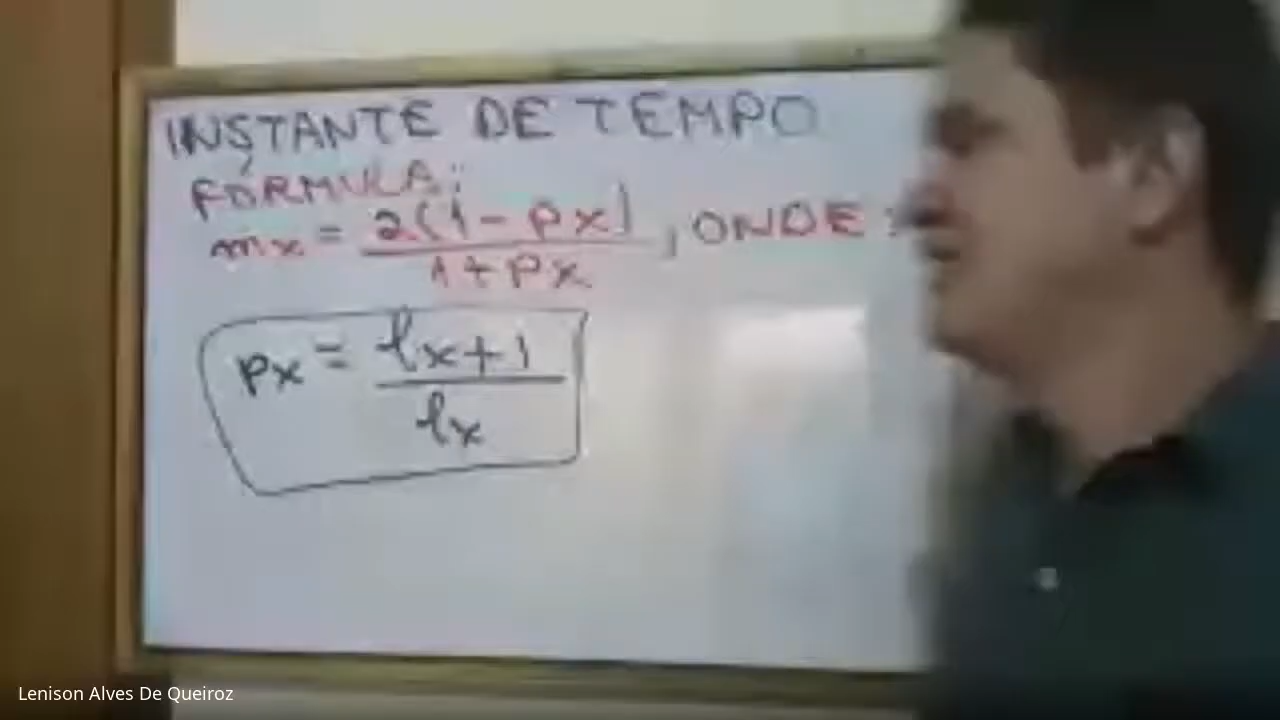 INSTANTE DE TEMPO
FÓRMULA:
mx = 2(1 - px) / 1 + px , ONDE:
px = lx+1 / lx
Lenison Alves De Queiroz